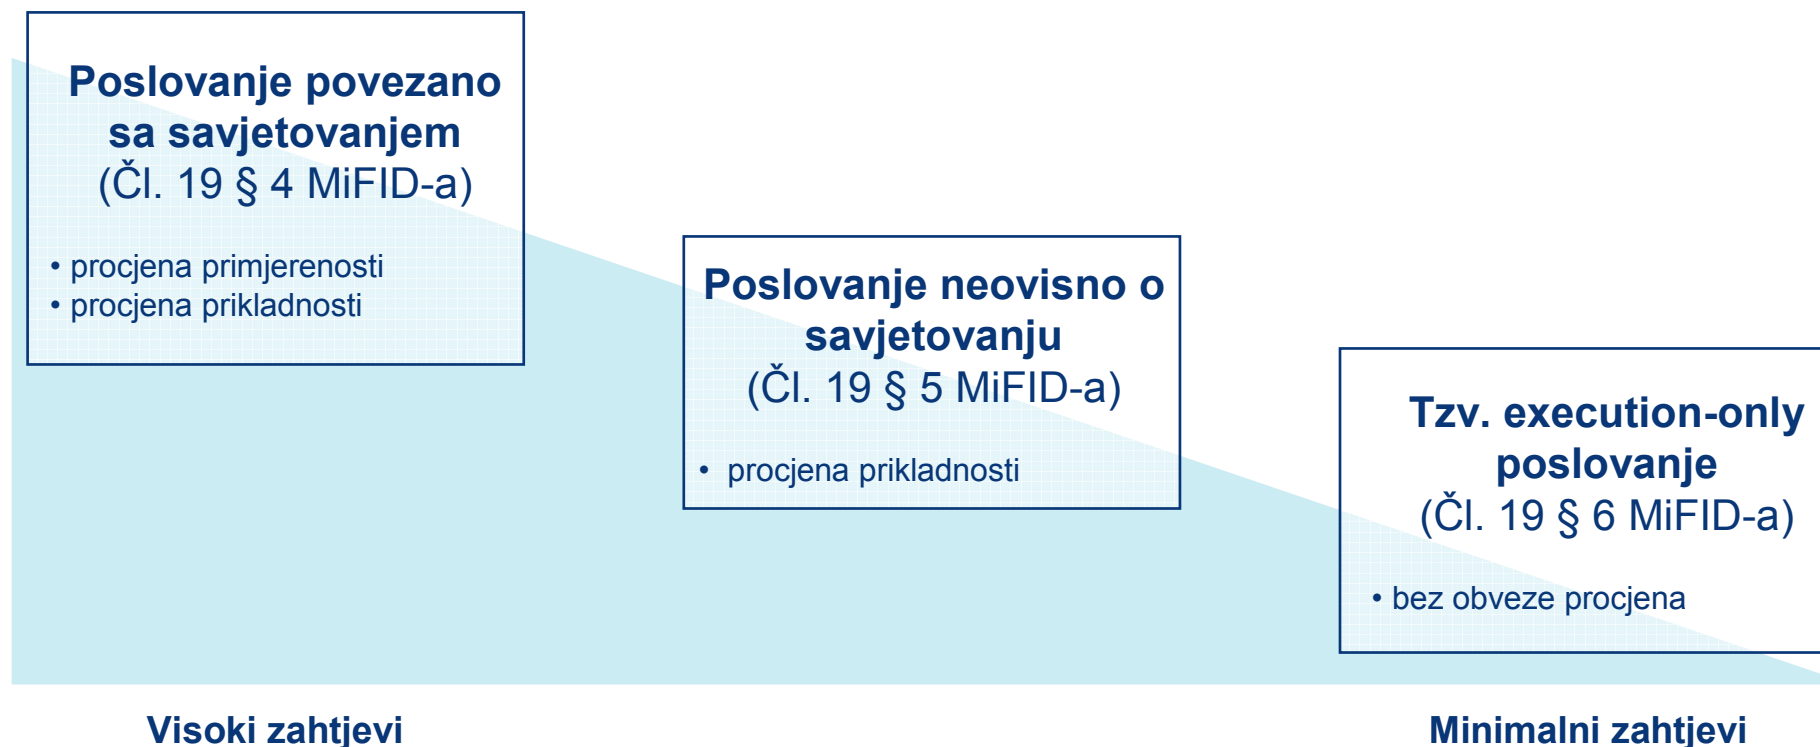 Poslovanje povezano
sa savjetovanjem
(Čl. 19 § 4 MiFID-a)
• procjena primjerenosti
• procjena prikladnosti
Poslovanje neovisno o
savjetovanju
(Čl. 19 § 5 MiFID-a)
• procjena prikladnosti
Tzv. execution-only
poslovanje
(Čl. 19 § 6 MiFID-a)
• bez obveze procjena
Visoki zahtjevi
Minimalni zahtjevi